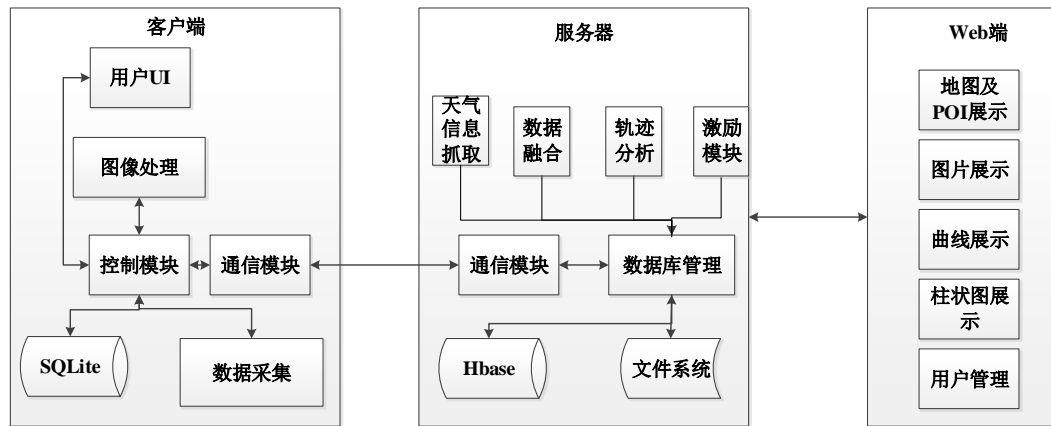 客户端
用户UI
图像处理
控制模块
通信模块
SQLite
数据采集
服务器
天气
信息
抓取
数据
融合
轨迹
分析
激励
模块
通信模块
数据库管理
Hbase
文件系统
Web端
地图及
POI展示
图片展示
曲线展示
柱状图展
示
用户管理